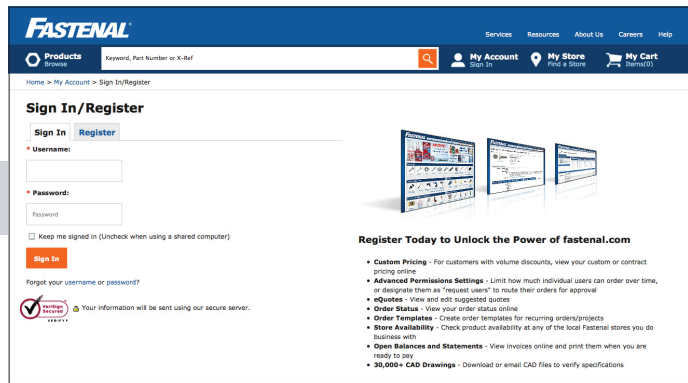 FASTENAL®
Services Resources About Us Careers Help
Products
Browse
Keyword, Part Number or X-Ref
My Account
Sign In
My Store
Find a Store
My Cart
Items(0)
Home > My Account > Sign In/Register
Sign In/Register
Sign In Register
* Username:
* Password:
Password
Keep me signed in (Uncheck when using a shared computer)
Sign In
Forgot your username or password?
VeriSign
Secured
VERIFY
Your information will be sent using our secure server.
FASTENAL
Register Today to Unlock the Power of fastenal.com
• Custom Pricing - For customers with volume discounts, view your custom or contract
pricing online
• Advanced Permissions Settings - Limit how much individual users can order over time,
or designate them as "request users" to route their orders for approval
• eQuotes - View and edit suggested quotes
• Order Status - View your order status online
• Order Templates - Create order templates for recurring orders/projects
• Store Availability - Check product availability at any of the local Fastenal stores you do
business with
• Open Balances and Statements - View invoices online and print them when you are
ready to pay
• 30,000+ CAD Drawings - Download or email CAD files to verify specifications